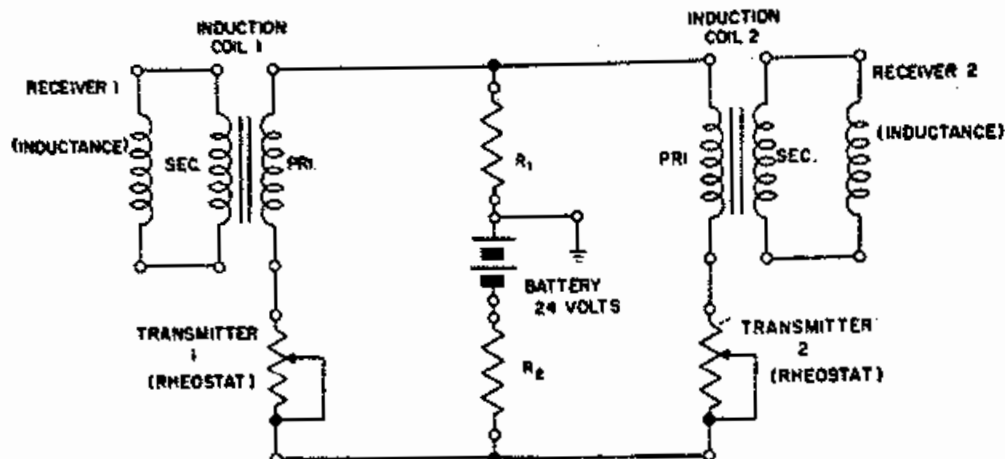 INDUCTION
COIL 1
INDUCTION
COIL 2
RECEIVER 1
RECEIVER 2
(INDUCTANCE)
SEC.
PRI.
R1
PRI
SEC.
(INDUCTANCE)
BATTERY
24 VOLTS
TRANSMITTER
1
(RHEOSTAT)
R2
TRANSMITTER
2
(RHEOSTAT)